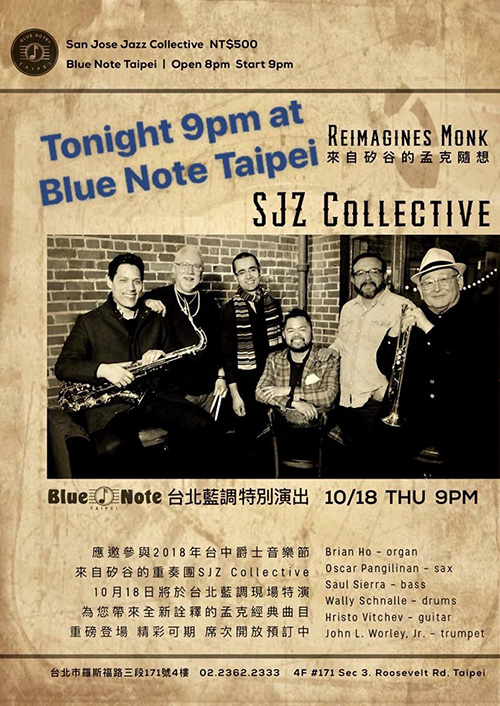 BLUE NOTE
TAIPEI
San Jose Jazz Collective NT$500
Blue Note Taipei | Open 8pm Start 9pm
Tonight 9pm at
Blue Note Taipei
REIMAGINES MONK
來自矽谷的孟克隨想
SJZ COLLECTIVE
Blue Note 台北藍調特別演出 10/18 THU 9PM
TAIPEI
應邀參與2018年台中爵士音樂節
來自矽谷的重奏團SJZ Collective
10月18日將於台北藍調現場特演
為您帶來全新詮釋的孟克經典曲目
重磅登場 精彩可期 席次開放預訂中
Brian Ho - organ
Oscar Pangilinan - sax
Saul Sierra - bass
Wally Schnalle - drums
Hristo Vitchev - guitar
John L. Worley, Jr. - trumpet
台北市羅斯福路三段171號4樓 02.2362.2333 4F #171 Sec 3. Roosevelt Rd. Taipei